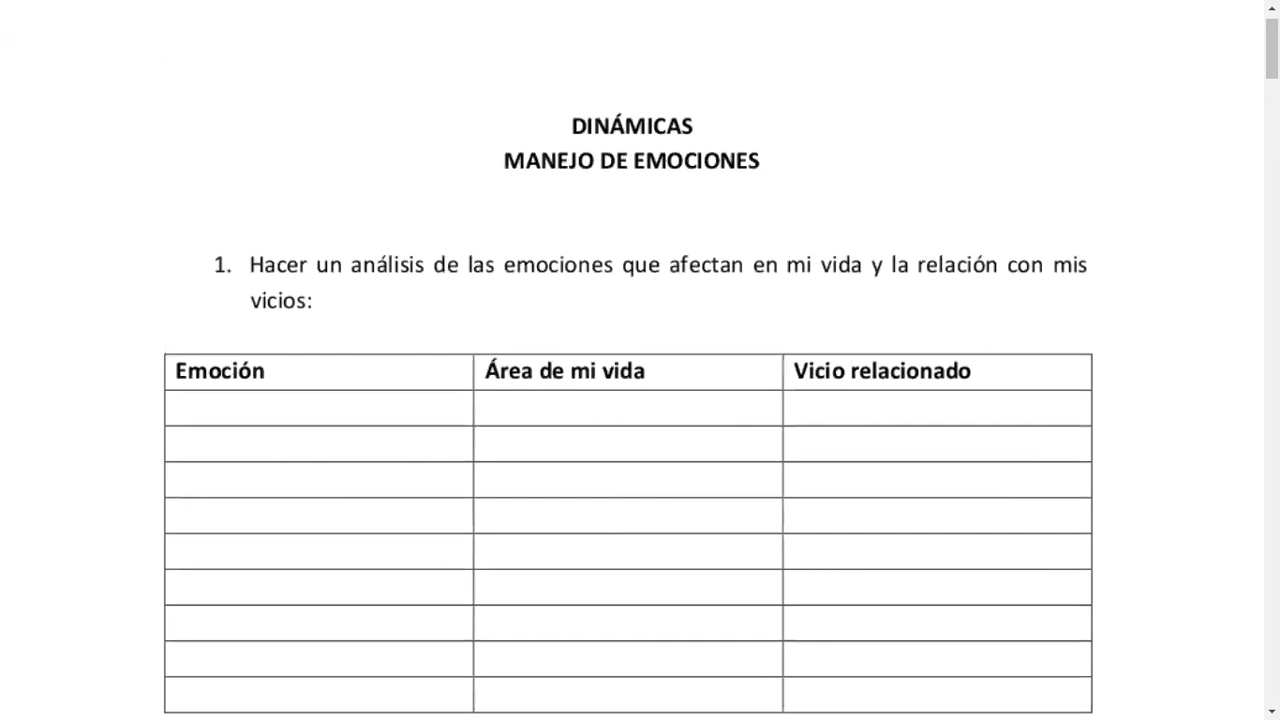 DINÁMICAS
MANEJO DE EMOCIONES
1. Hacer un análisis de las emociones que afectan en mi vida y la relación con mis
vicios:
Emoción Área de mi vida Vicio relacionado